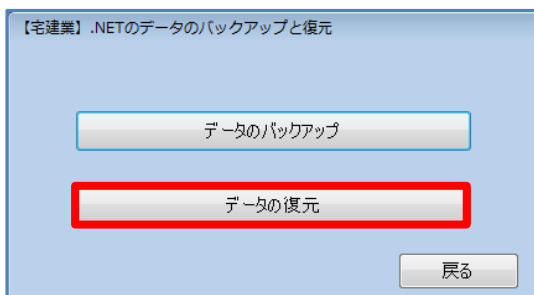 【宅建業】.NETのデータのバックアップと復元
データのバックアップ
データの復元
戻る